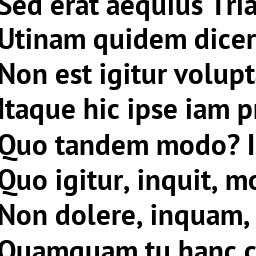 Sed erat aequius Tria
Utinam quidem dicer
Non est igitur volupt
Itaque hic ipse iam p
Quo tandem modo? I
Quo igitur, inquit, mo
Non dolere, inquam,
Quamquam tu hanc c